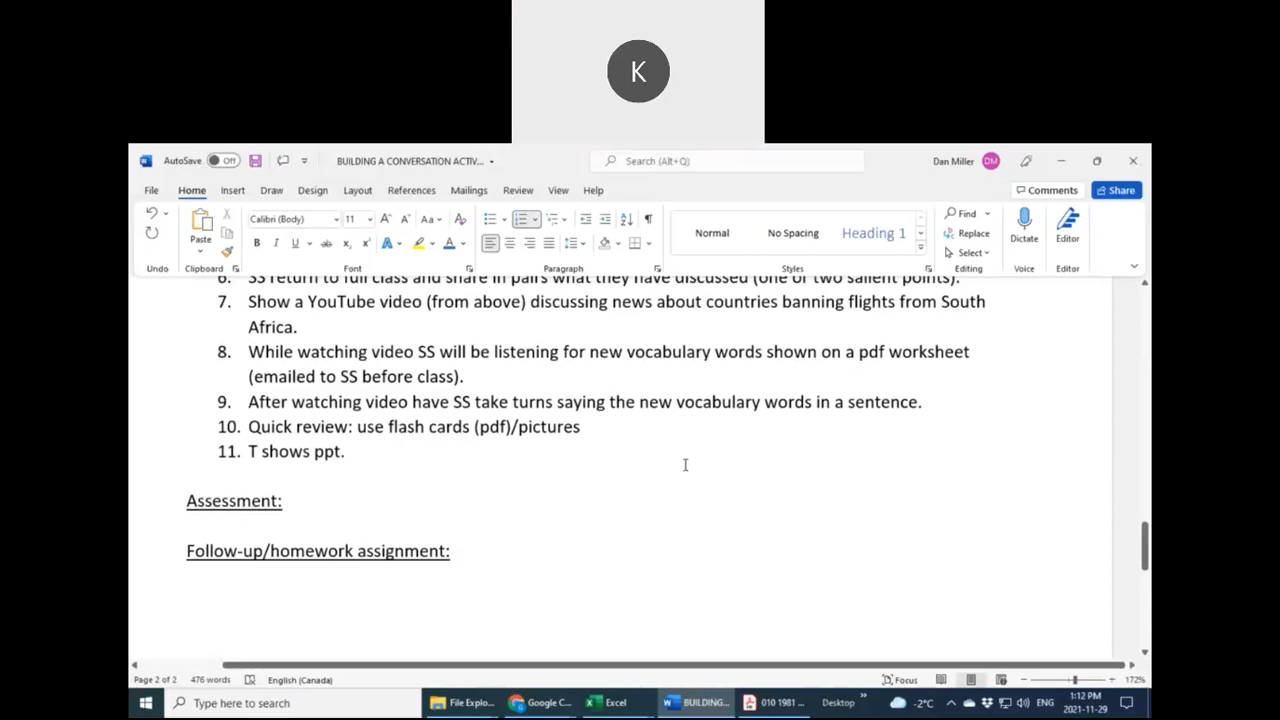 K
AutoSave Off BUILDING A CONVERSATION ACTIV... Search (Alt+Q) Dan Miller DM
File Home Insert Draw Design Layout References Mailings Review View Help Comments Share
Calibri (Body) 11 Aa Normal No Spacing Heading 1 Find
Paste Replace Dictate Editor
B I U ab x₂ x² A A Select
Undo Clipboard Font Paragraph Styles Editing Voice Editor
6. SS return to full class and share in pairs what they have discussed (one or two salient points).
7. Show a YouTube video (from above) discussing news about countries banning flights from South
Africa.
8. While watching video SS will be listening for new vocabulary words shown on a pdf worksheet
(emailed to SS before class).
9. After watching video have SS take turns saying the new vocabulary words in a sentence.
10. Quick review: use flash cards (pdf)/pictures
11. T shows ppt.
Assessment:
Follow-up/homework assignment:
Page 2 of 2 476 words English (Canada) Focus 172%
Type here to search File Explo... Google C... Excel BUILDING... 010 1981 ... Desktop -2°C ENG 1:12 PM
2021-11-29